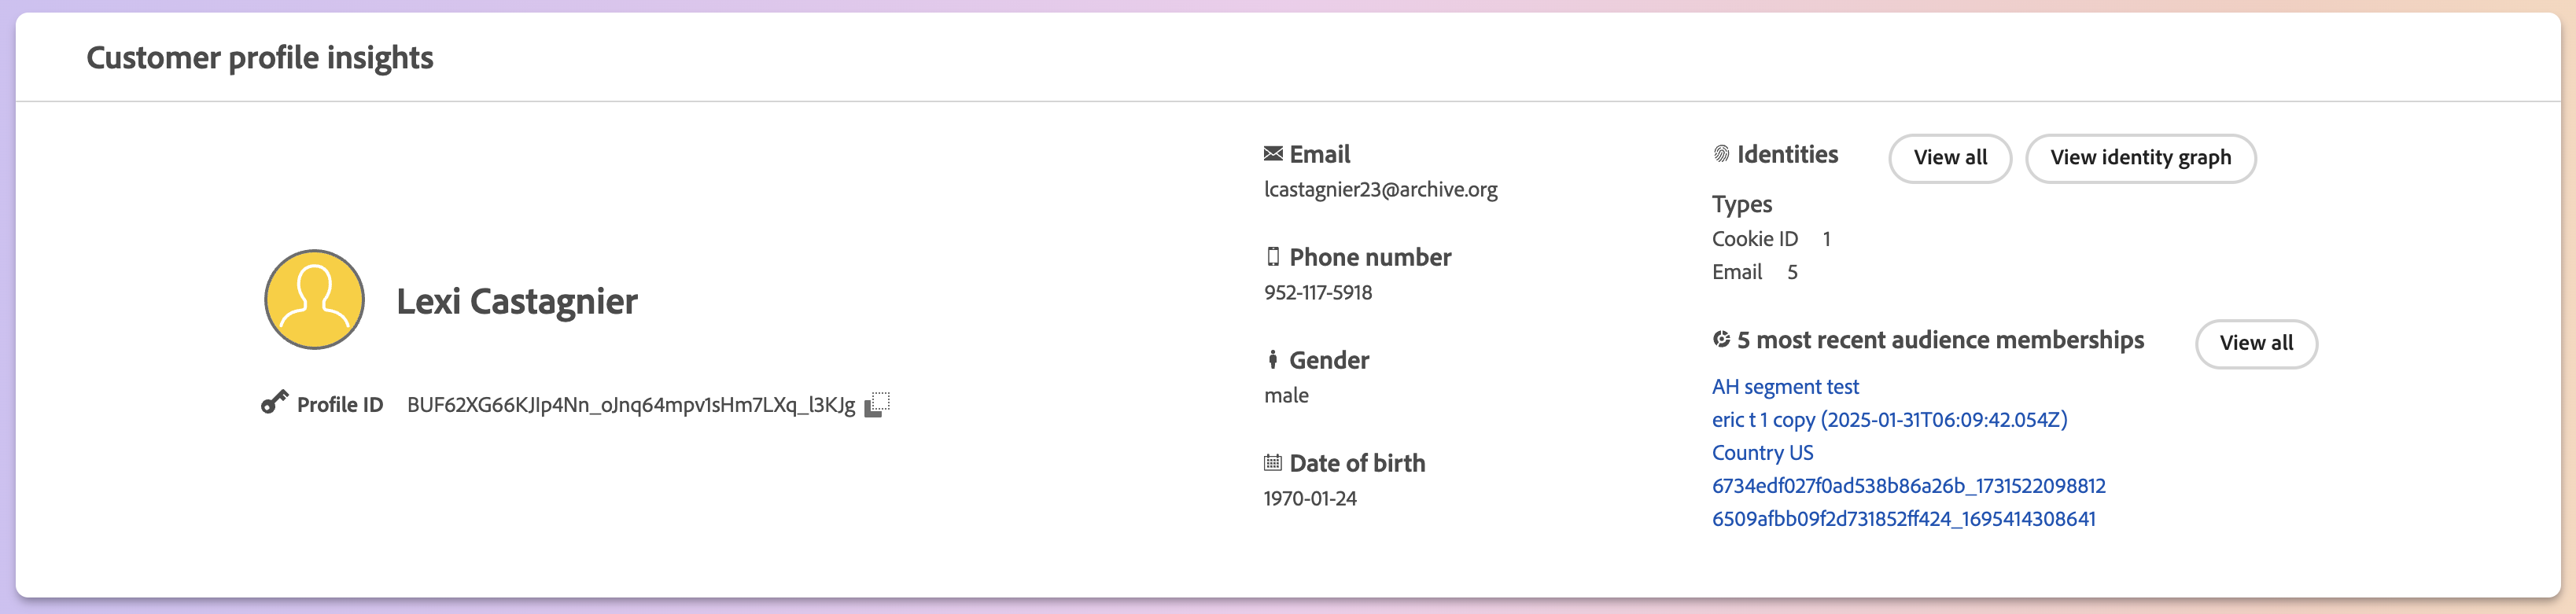 Customer profile insights
Lexi Castagnier
Profile ID BUF62XG66KJIp4Nn_oJnq64mpv1sHm7LXq_l3KJg
Email
lcastagnier23@archive.org
Phone number
952-117-5918
Gender
male
Date of birth
1970-01-24
Identities View all View identity graph
Types
Cookie ID 1
Email 5
5 most recent audience memberships View all
AH segment test
eric t 1 copy (2025-01-31T06:09:42.054Z)
Country US
6734edf027f0ad538b86a26b_1731522098812
6509afbb09f2d731852ff424_1695414308641